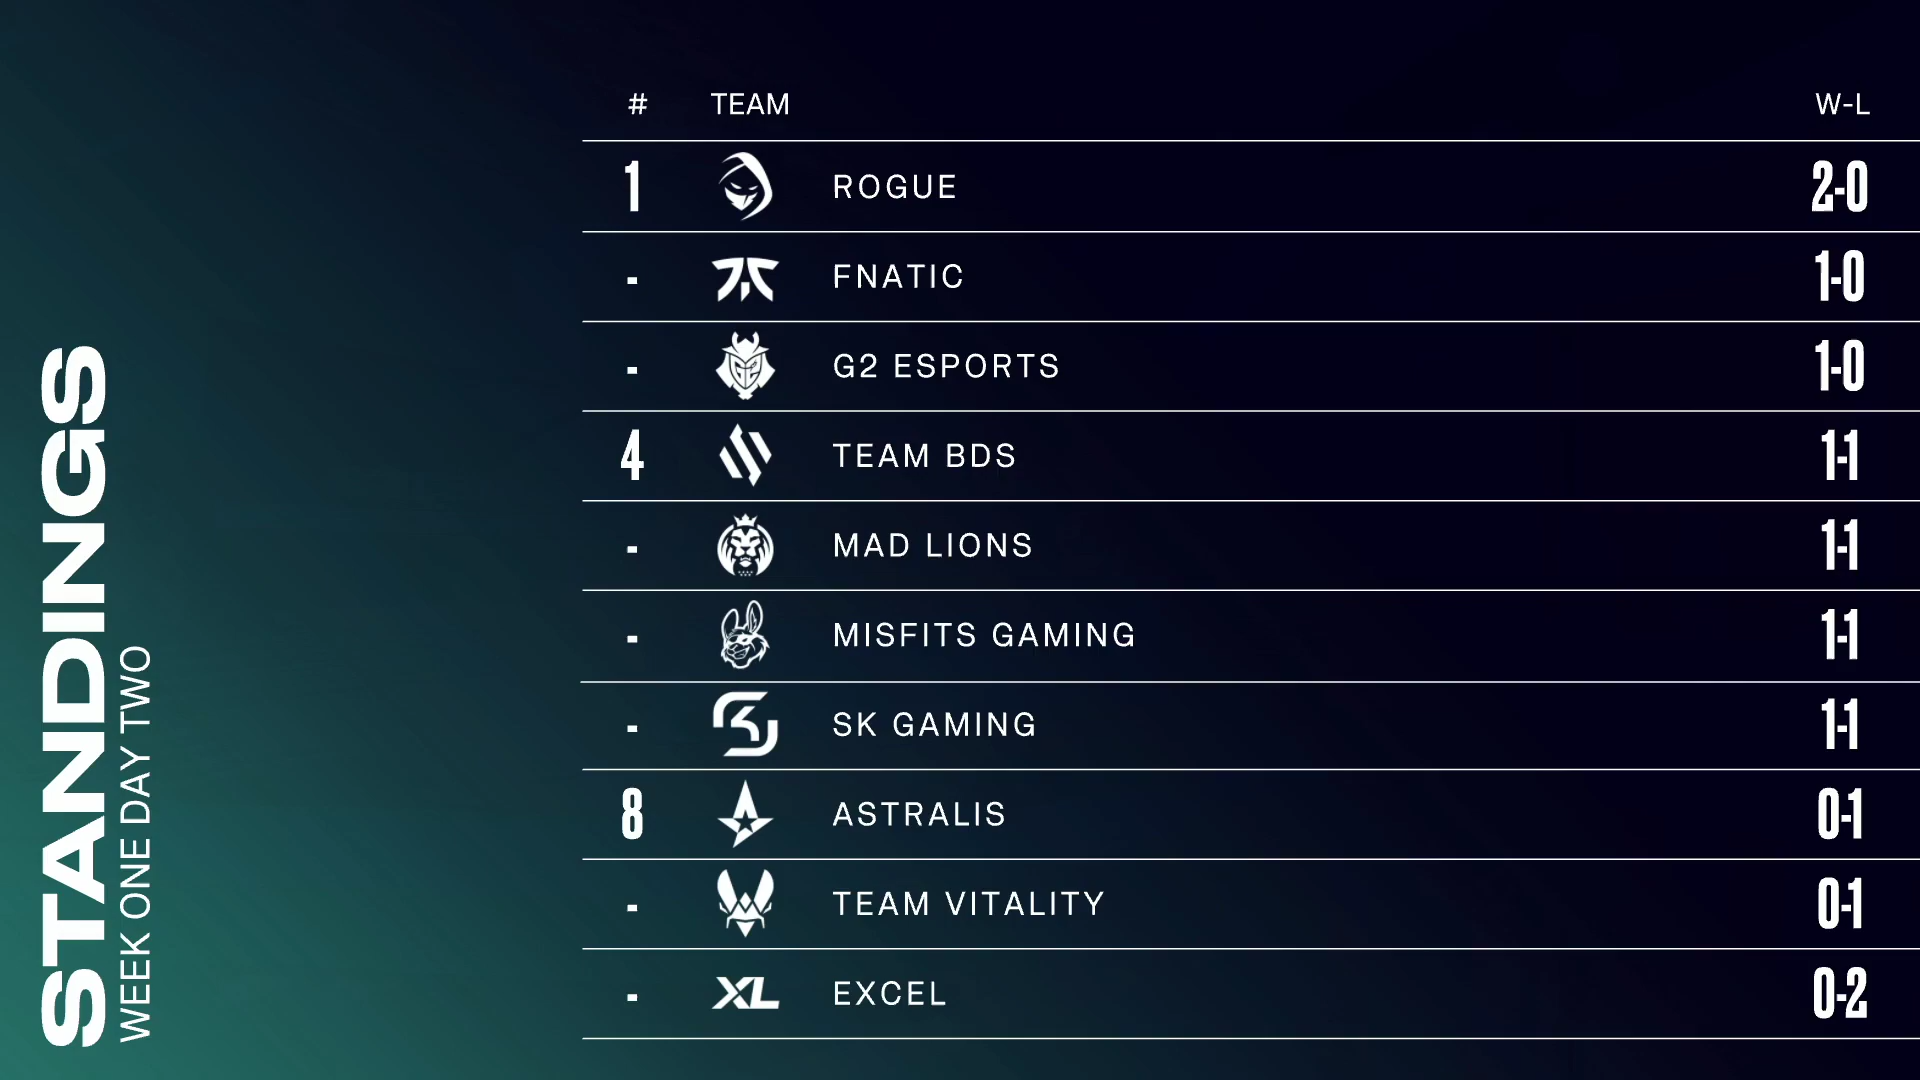 STANDINGS
WEEK ONE DAY TWO
# TEAM W-L
1 ROGUE 2-0
- FNATIC 1-0
- G2 ESPORTS 1-0
4 TEAM BDS 1-1
- MAD LIONS 1-1
- MISFITS GAMING 1-1
- SK GAMING 1-1
8 ASTRALIS 0-1
- TEAM VITALITY 0-1
- XL EXCEL 0-2